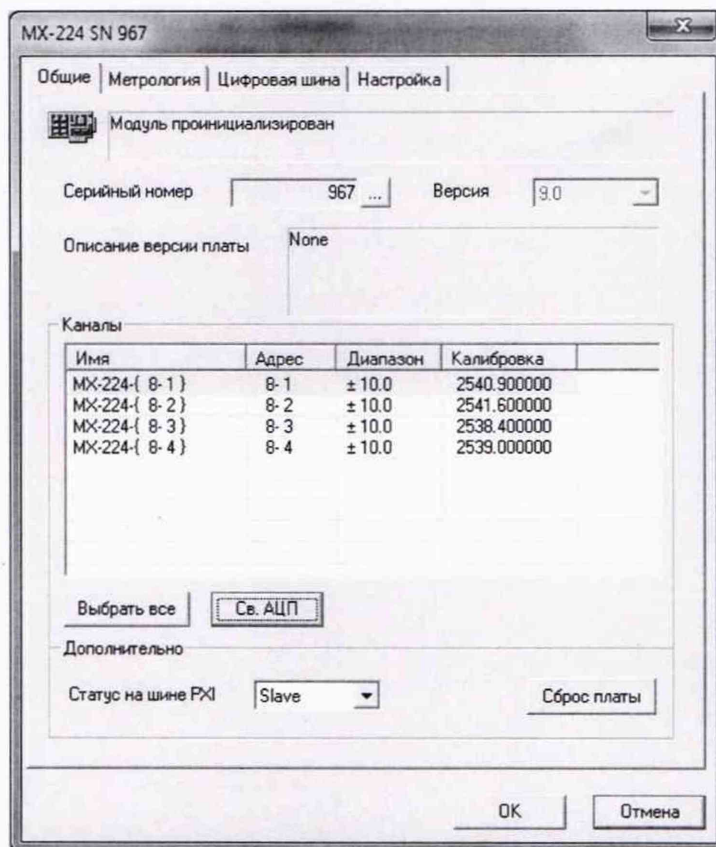 MX-224 SN 967
Общие Метрология Цифровая шина Настройка
Модуль проинициализирован
Серийный номер 967 ... Версия 9.0
Описание версии платы None
Каналы
Имя Адрес Диапазон Калибровка
MX-224-{ 8- 1 } 8- 1 ± 10.0 2540.900000
MX-224-{ 8- 2 } 8- 2 ± 10.0 2541.600000
MX-224-{ 8- 3 } 8- 3 ± 10.0 2538.400000
MX-224-{ 8- 4 } 8- 4 ± 10.0 2539.000000
Выбрать все Св. АЦП
Дополнительно
Статус на шине PXI Slave Сброс платы
OK Отмена